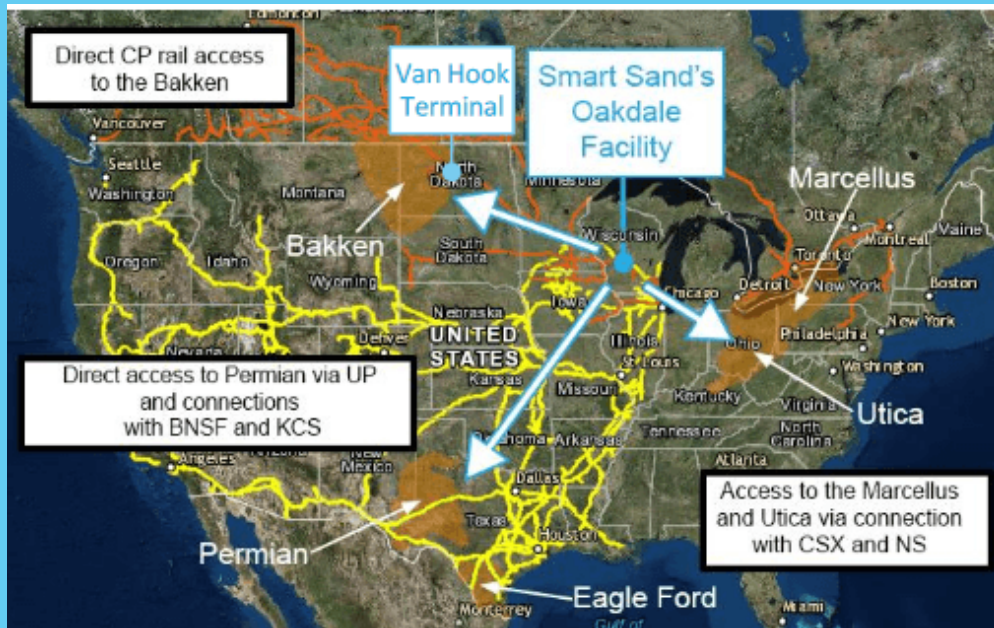 Edmonton
Direct CP rail access
to the Bakken
Van Hook
Terminal
Smart Sand's
Oakdale
Facility
Vancouver
Seattle
Washington
Montana
North
Dakota
Minnesota
Marcellus
Ottawa
Montreal
Maine
Bakken
Wisconsin
Toronto
Oregon
Idaho
South
Dakota
Wyoming
Detroit
New York
Boston
Iowa
Chicago
Nebraska
UNITED
STATES
Illinois
Ohio
Philadelphia
New York
Nevada
Denver
St. Louis
Washington
Direct access to Permian via UP
and connections
with BNSF and KCS
Kansas
Missouri
Kentucky
Virginia
Utica
Oklahoma
Arkansas
Tennessee
North
Carolina
Angeles
New
Mexico
Atlanta
Dallas
Access to the Marcellus
and Utica via connection
with CSX and NS
Texas
Permian
Houston
Eagle Ford
Monterrey
Miami
Gulf of